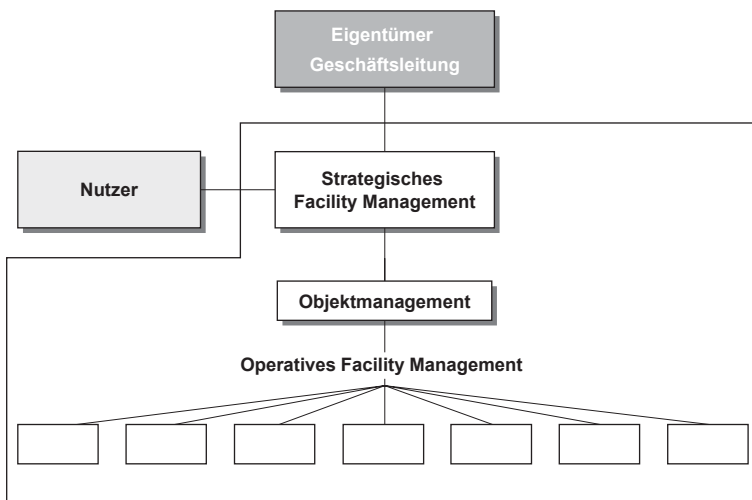 Eigentümer
Geschäftsleitung
Nutzer
Strategisches
Facility Management
Objektmanagement
Operatives Facility Management